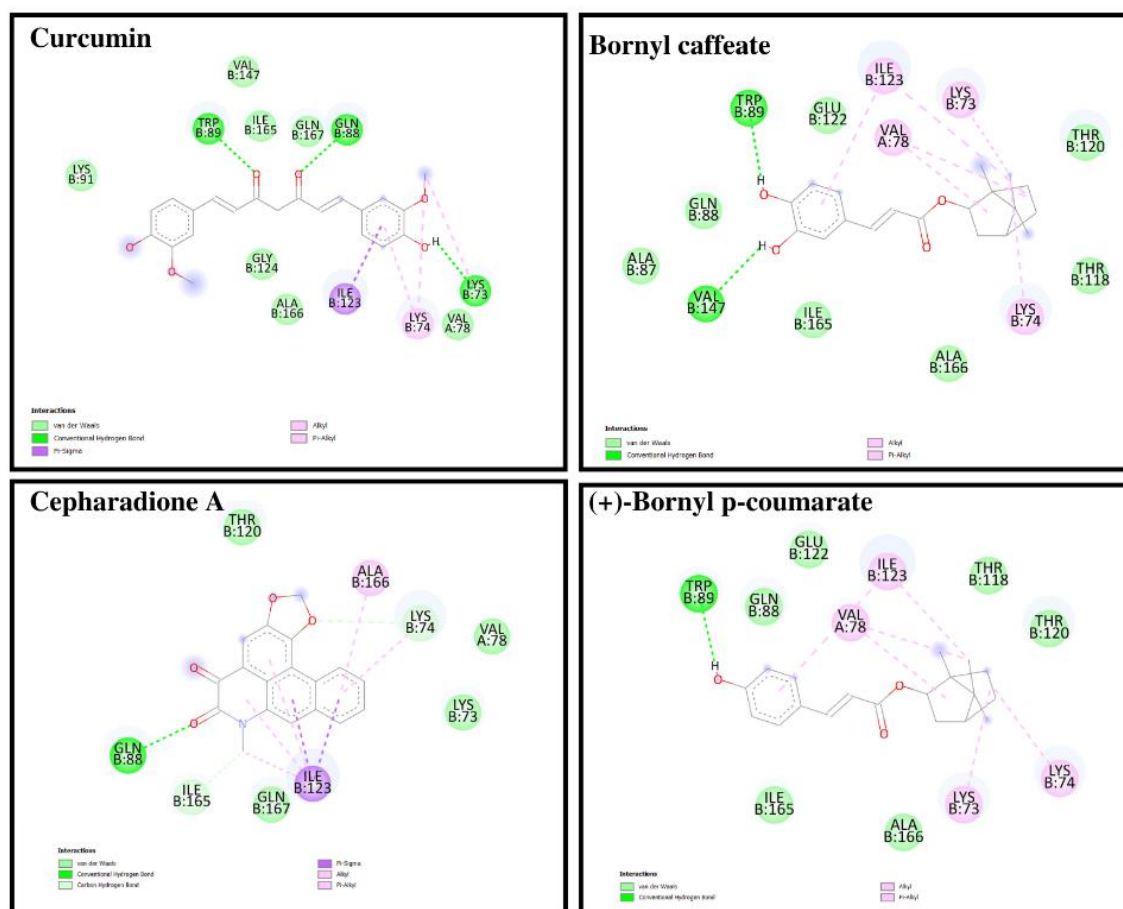 Curcumin
VAL
B:147
TRP
B:89
ILE
B:165
GLN
B:167
GLN
B:88
LYS
B:91
O
O
O
H
O
O
O
GLY
B:124
ALA
B:166
ILE
B:123
LYS
B:74
LYS
B:73
VAL
A:78
Interactions
van der Waals
Conventional Hydrogen Bond
Pi-Sigma
Alkyl
Pi-Alkyl
Bornyl caffeate
ILE
B:123
LYS
B:73
TRP
B:89
GLU
B:122
VAL
A:78
THR
B:120
GLN
B:88
H
O
O
H
O
O
ALA
B:87
VAL
B:147
ILE
B:165
THR
B:118
LYS
B:74
ALA
B:166
Interactions
van der Waals
Conventional Hydrogen Bond
Alkyl
Pi-Alkyl
Cepharadione A
THR
B:120
ALA
B:166
LYS
B:74
VAL
A:78
O
O
O
O
N
LYS
B:73
GLN
B:88
ILE
B:165
GLN
B:167
ILE
B:123
Interactions
van der Waals
Conventional Hydrogen Bond
Carbon Hydrogen Bond
Pi-Sigma
Alkyl
Pi-Alkyl
(+)-Bornyl p-coumarate
GLU
B:122
ILE
B:123
THR
B:118
TRP
B:89
GLN
B:88
VAL
A:78
THR
B:120
H
O
O
O
ILE
B:165
ALA
B:166
LYS
B:73
LYS
B:74
Interactions
van der Waals
Conventional Hydrogen Bond
Alkyl
Pi-Alkyl